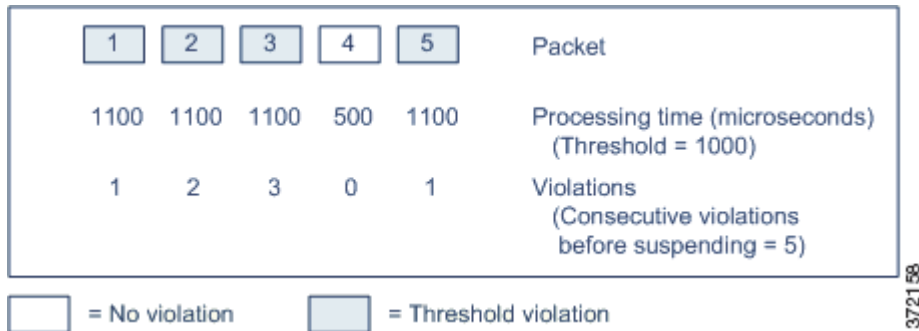 1 2 3 4 5 Packet
1100 1100 1100 500 1100 Processing time (microseconds)
(Threshold = 1000)
1 2 3 0 1 Violations
(Consecutive violations
before suspending = 5)
= No violation = Threshold violation
372158